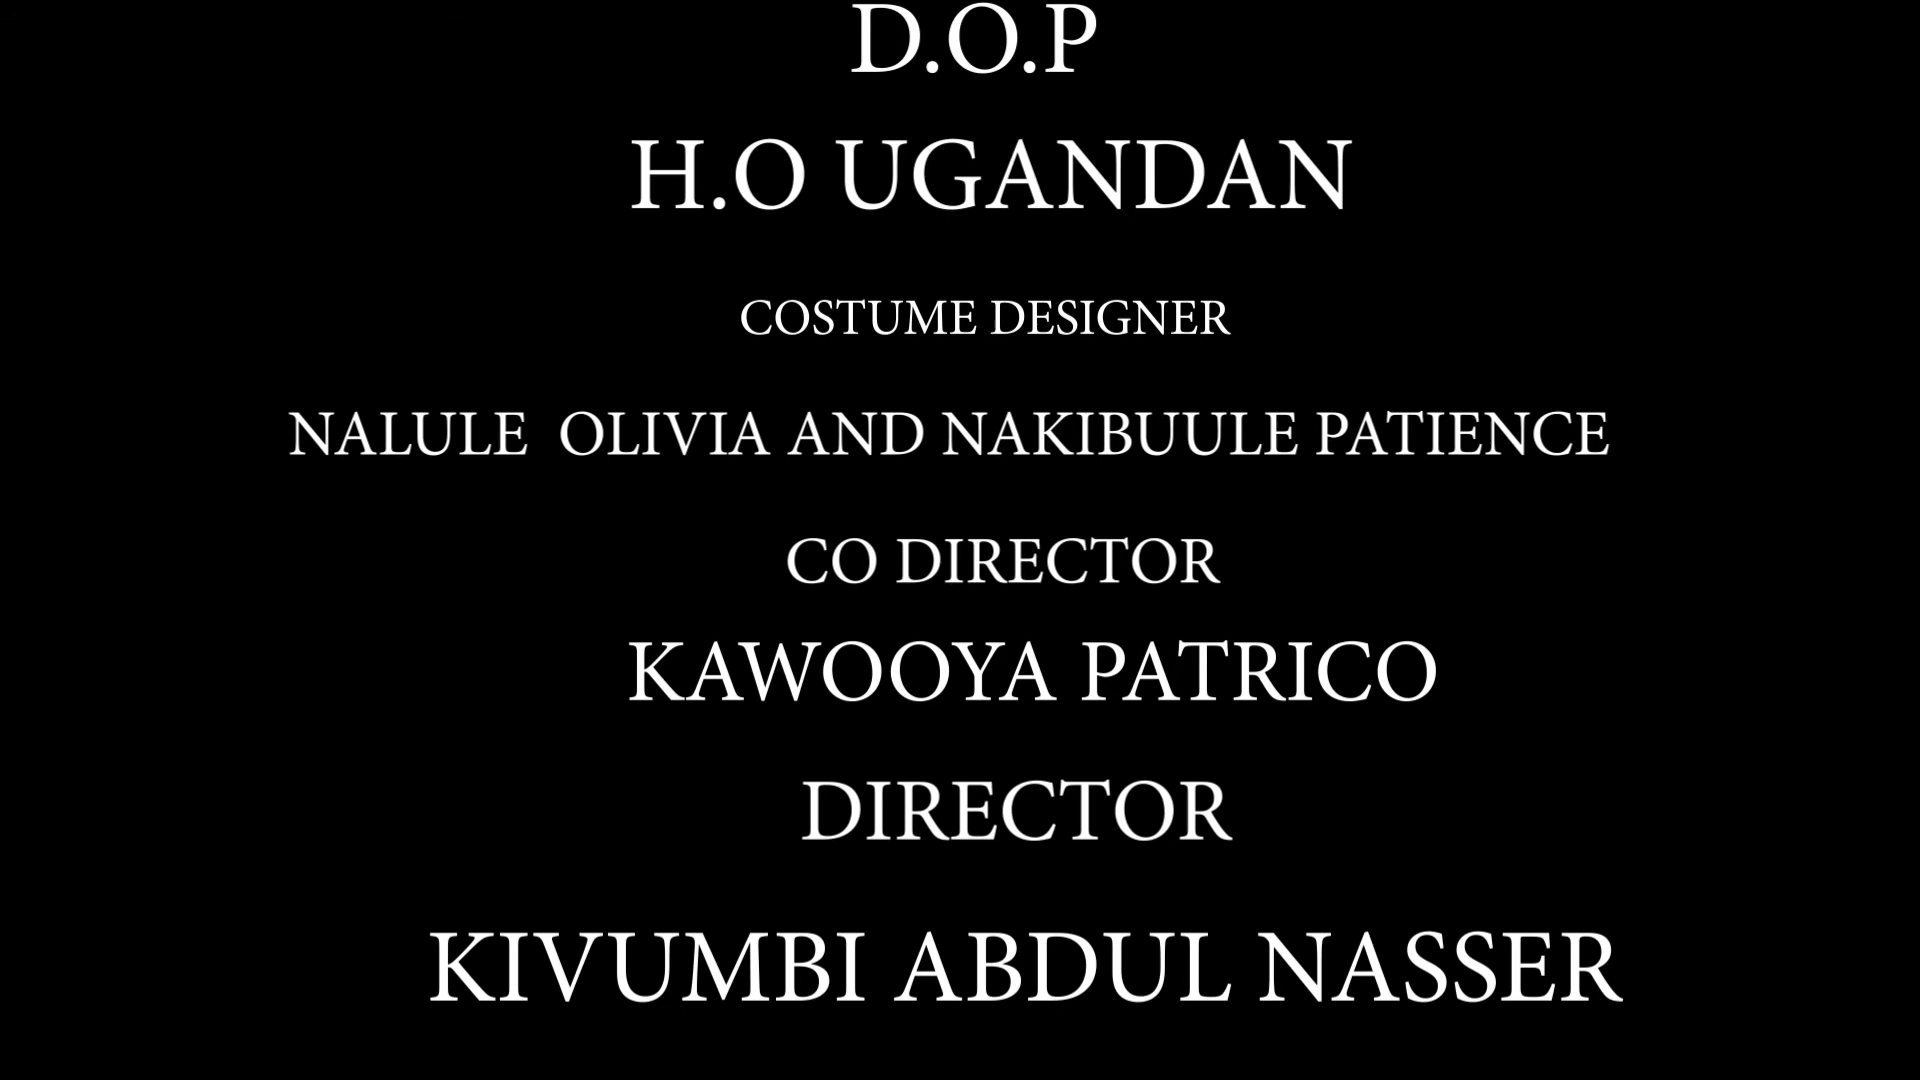 D.O.P
H.O UGANDAN
COSTUME DESIGNER
NALULE  OLIVIA AND NAKIBUULE PATIENCE
CO DIRECTOR
KAWOOYA PATRICO
DIRECTOR
KIVUMBI ABDUL NASSER